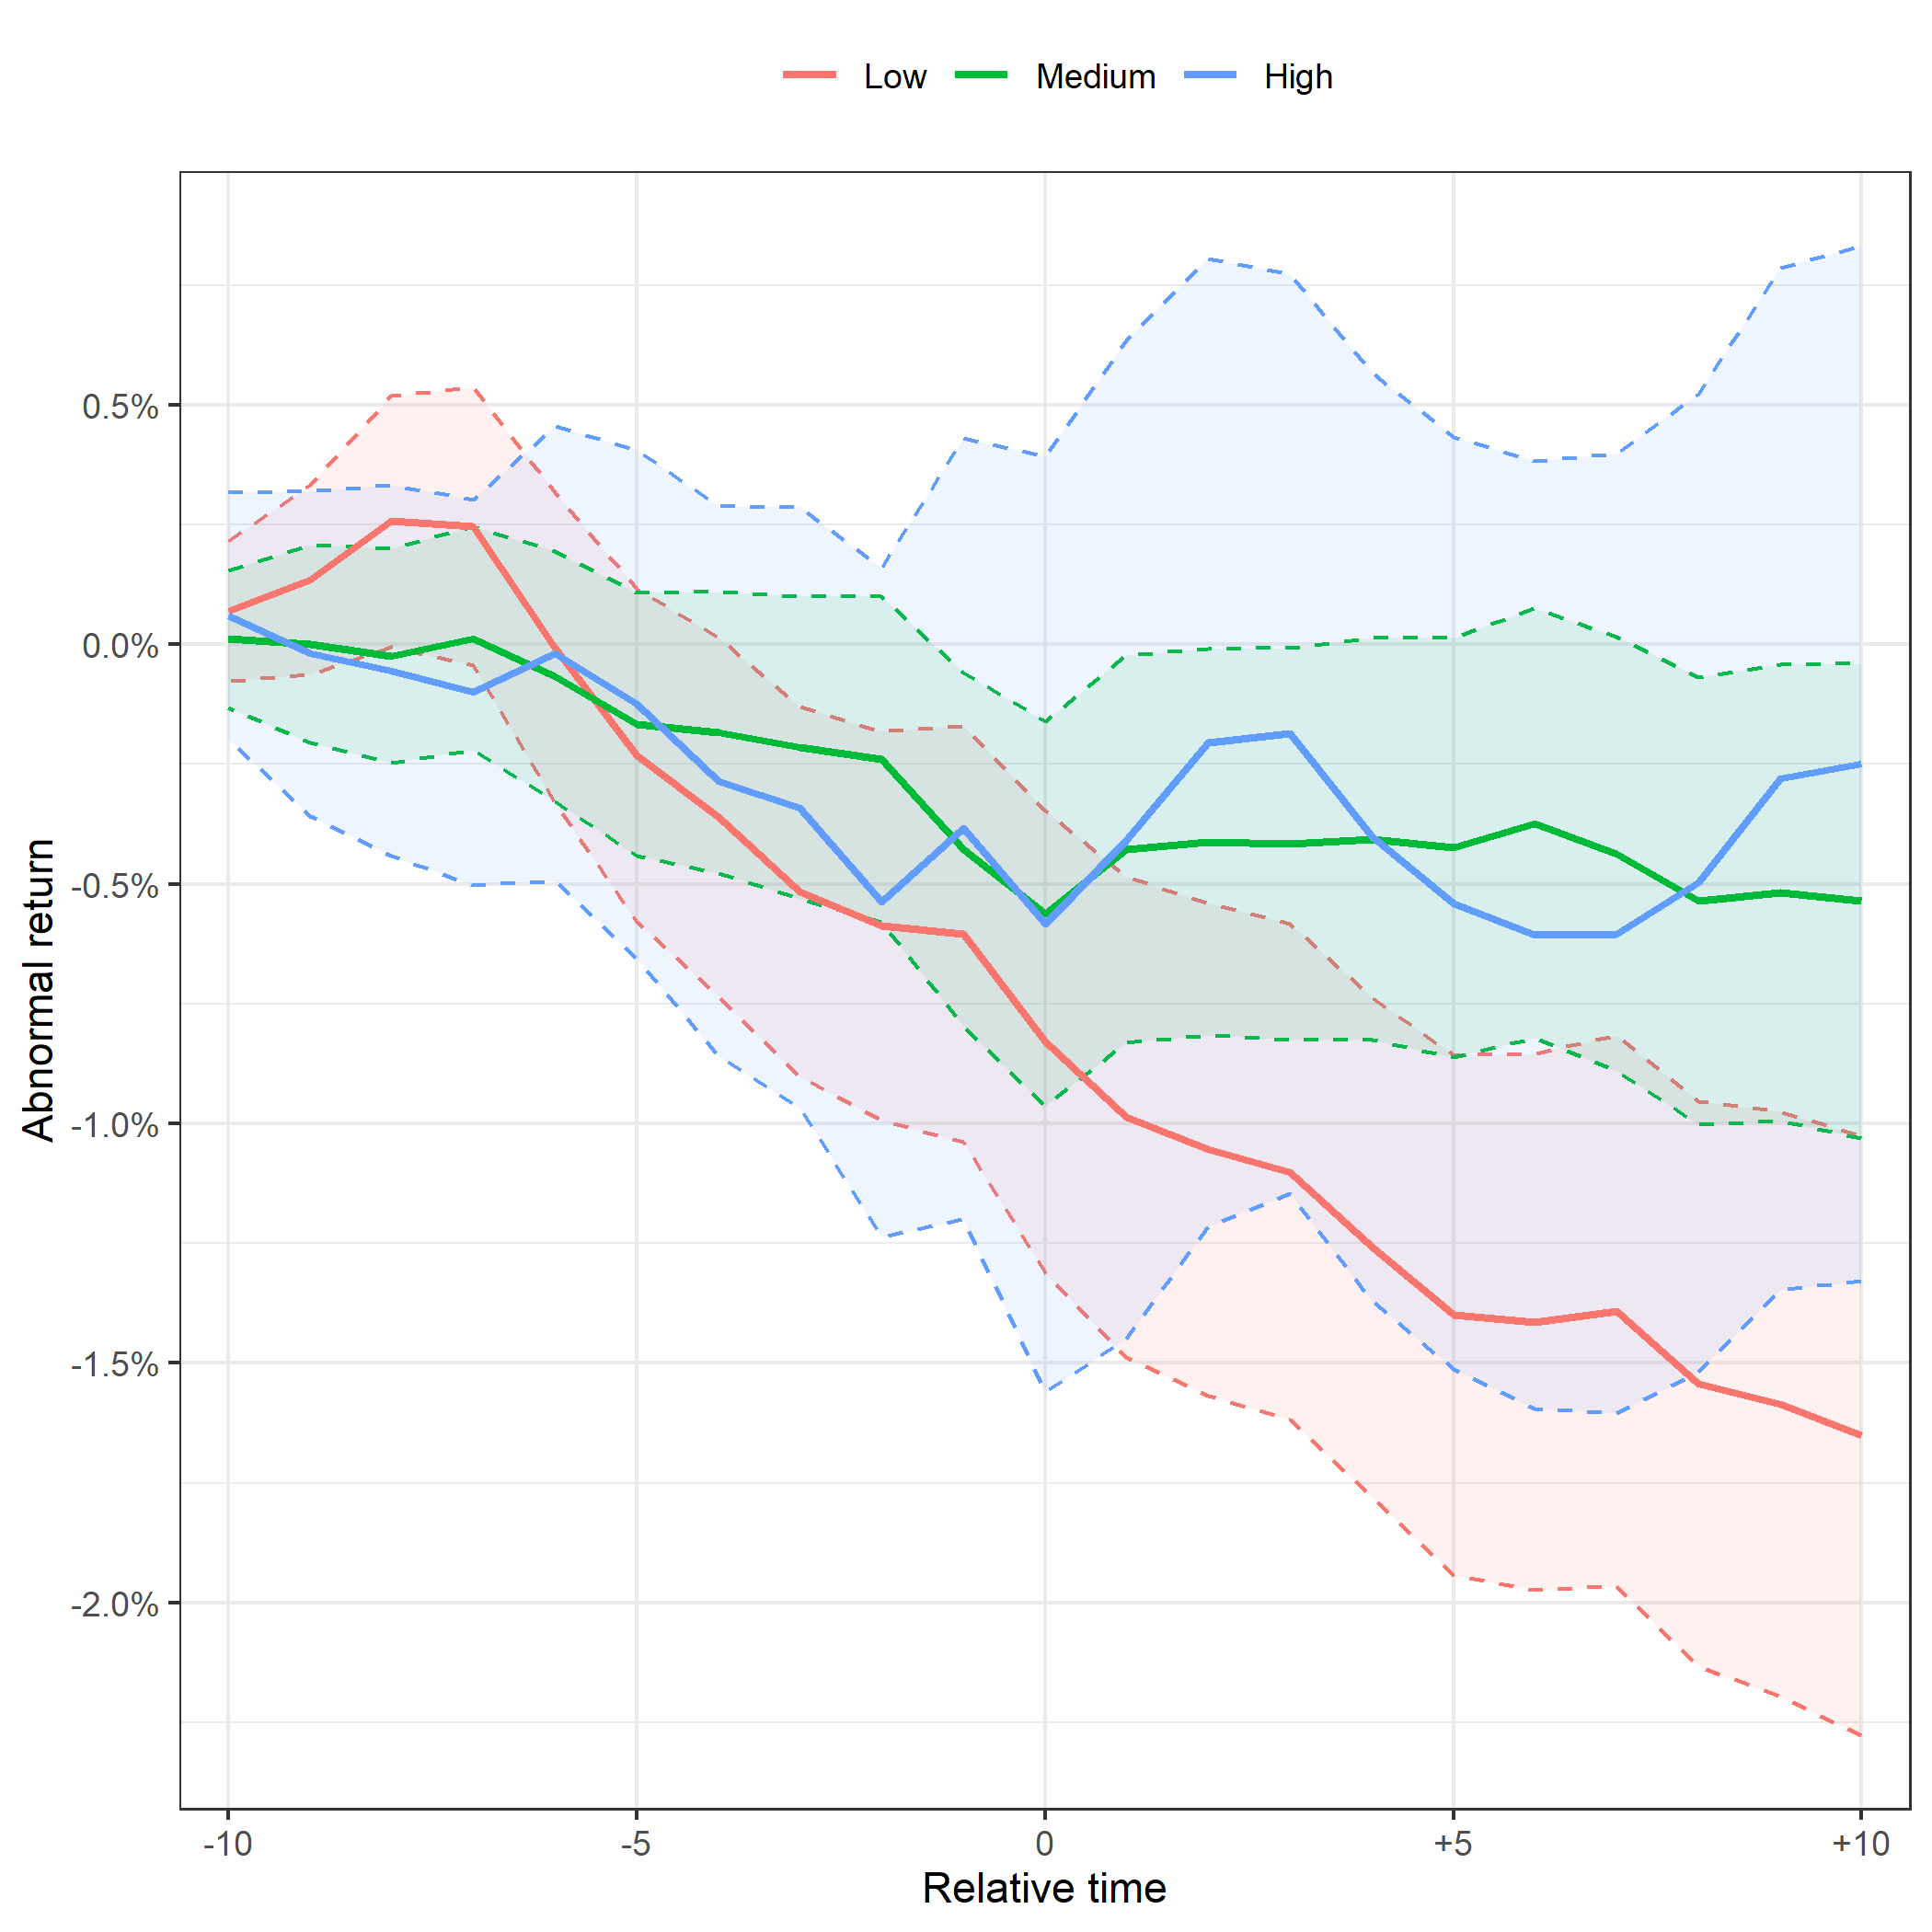 Low Medium High
0.5%
0.0%
-0.5%
-1.0%
-1.5%
-2.0%
Abnormal return
-10 -5 0 +5 +10
Relative time